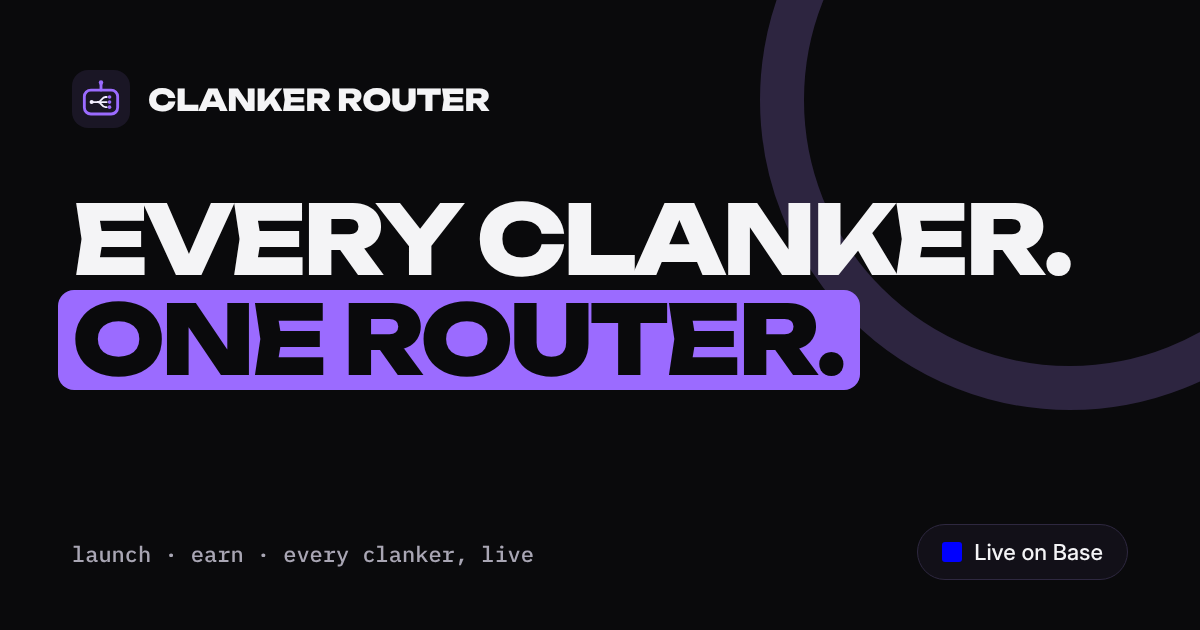 CLANKER ROUTER
EVERY CLANKER.
ONE ROUTER.
launch · earn · every clanker, live
Live on Base